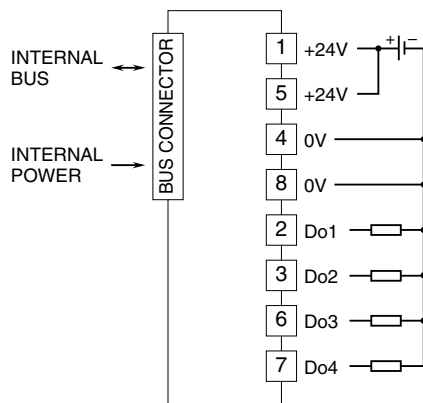 INTERNAL
BUS
INTERNAL
POWER
BUS CONNECTOR
1 +24V + −
5 +24V
4 0V
8 0V
2 Do1
3 Do2
6 Do3
7 Do4